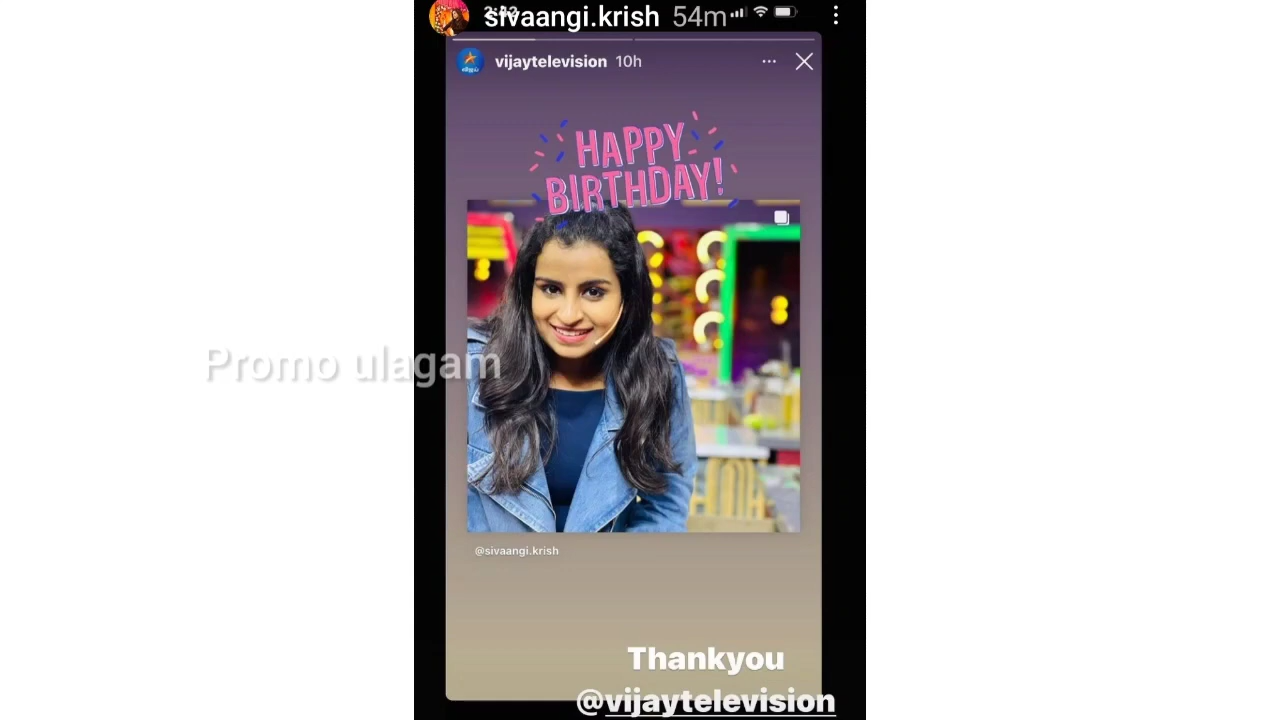 sivaangi.krish 54m
vijaytelevision 10h
HAPPY
BIRTHDAY!
Promo ulagam
@sivaangi.krish
Thankyou
@vijaytelevision